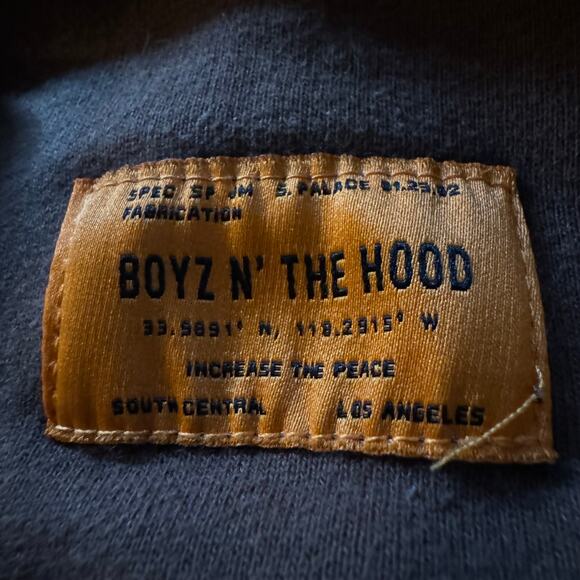 SPEC SP JM S. PALACE 01.23.02
FABRICATION
BOYZ N' THE HOOD
33.9891° N, 118.2915° W
INCREASE THE PEACE
SOUTH CENTRAL LOS ANGELES